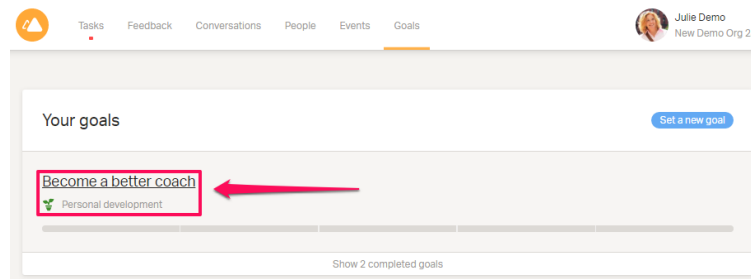 Tasks Feedback Conversations People Events Goals
Julie Demo
New Demo Org 2
Your goals
Set a new goal
Become a better coach
Personal development
Show 2 completed goals